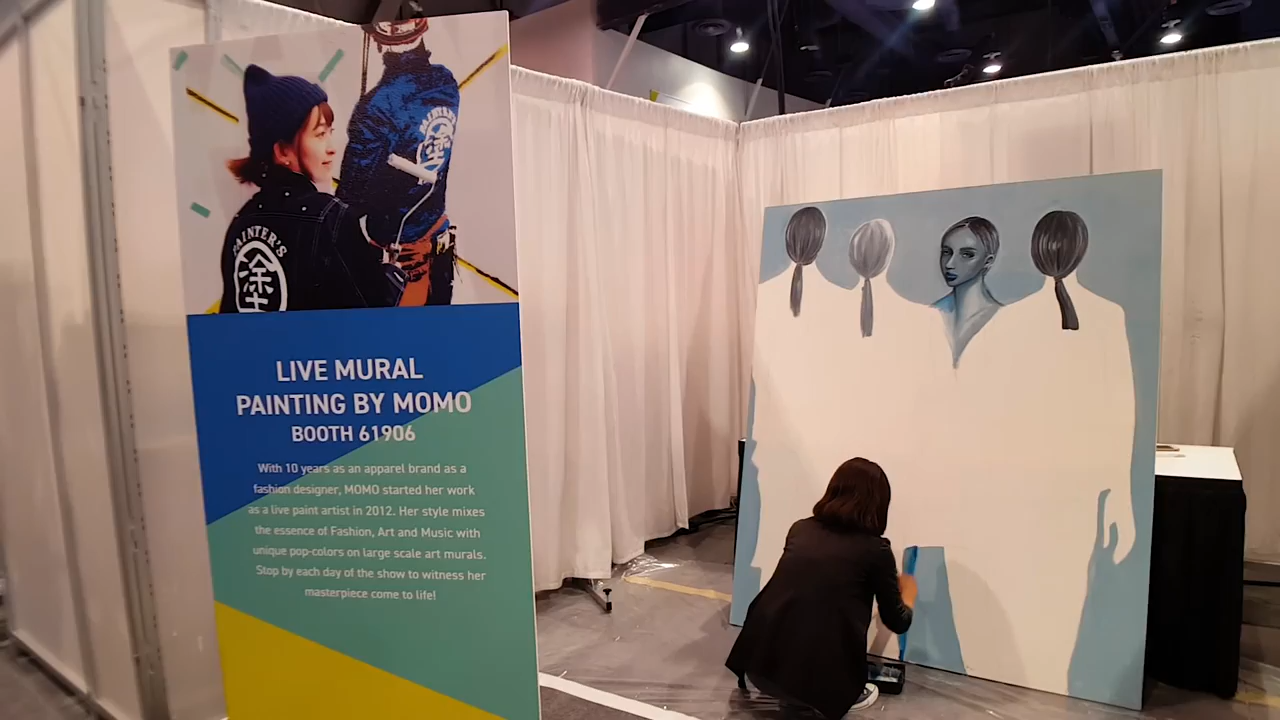 PAINTER'S
塗
PAINTER'S
塗
LIVE MURAL
PAINTING BY MOMO
BOOTH 61906
With 10 years as an apparel brand as a
fashion designer, MOMO started her work
as a live paint artist in 2012. Her style mixes
the essence of Fashion, Art and Music with
unique pop-colors on large scale art murals.
Stop by each day of the show to witness her
masterpiece come to life!